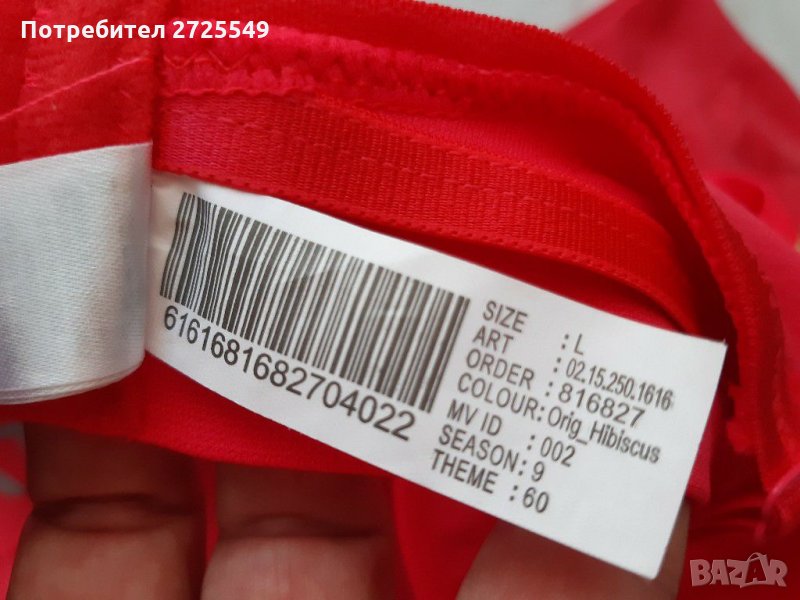 Потребител 2725549
6161681682704022
SIZE : L
ART : 02.15.250.1616
ORDER : 816827
COLOUR: Orig_Hibiscus
MV ID : 002
SEASON: 9
THEME : 60
BAZAR